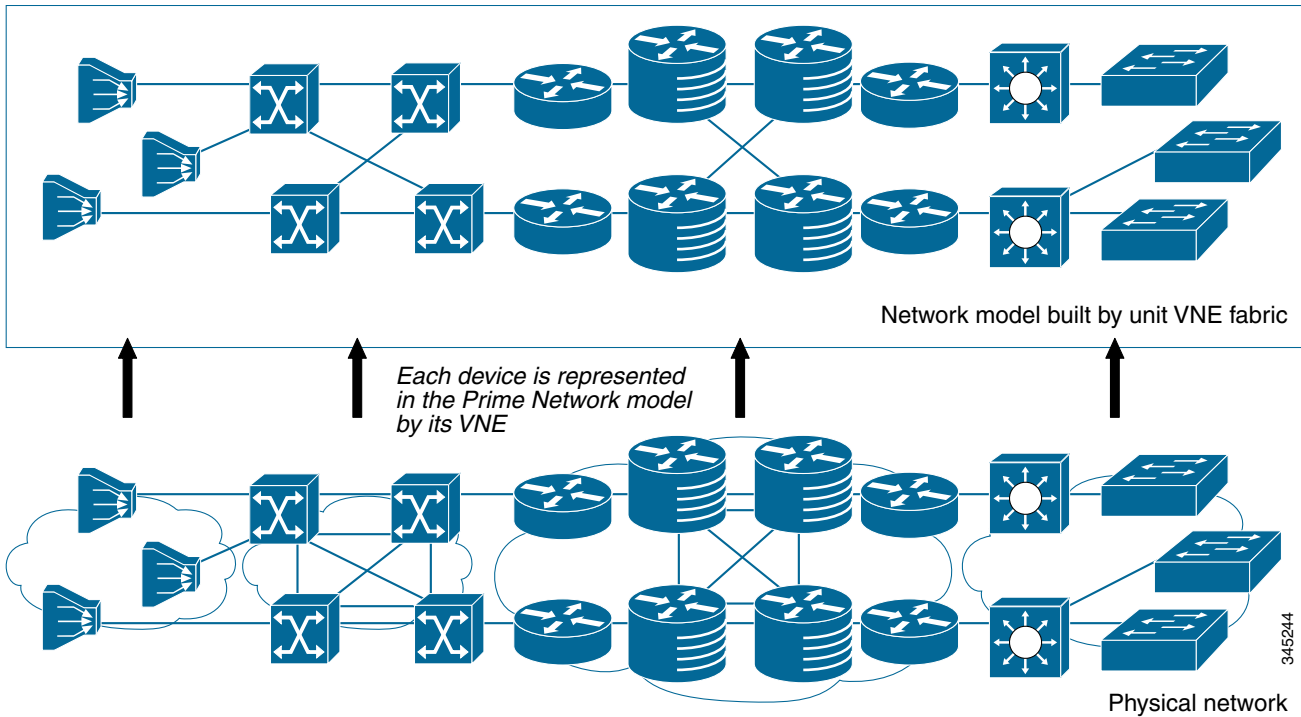 Network model built by unit VNE fabric
Each device is represented
in the Prime Network model
by its VNE
345244
Physical network